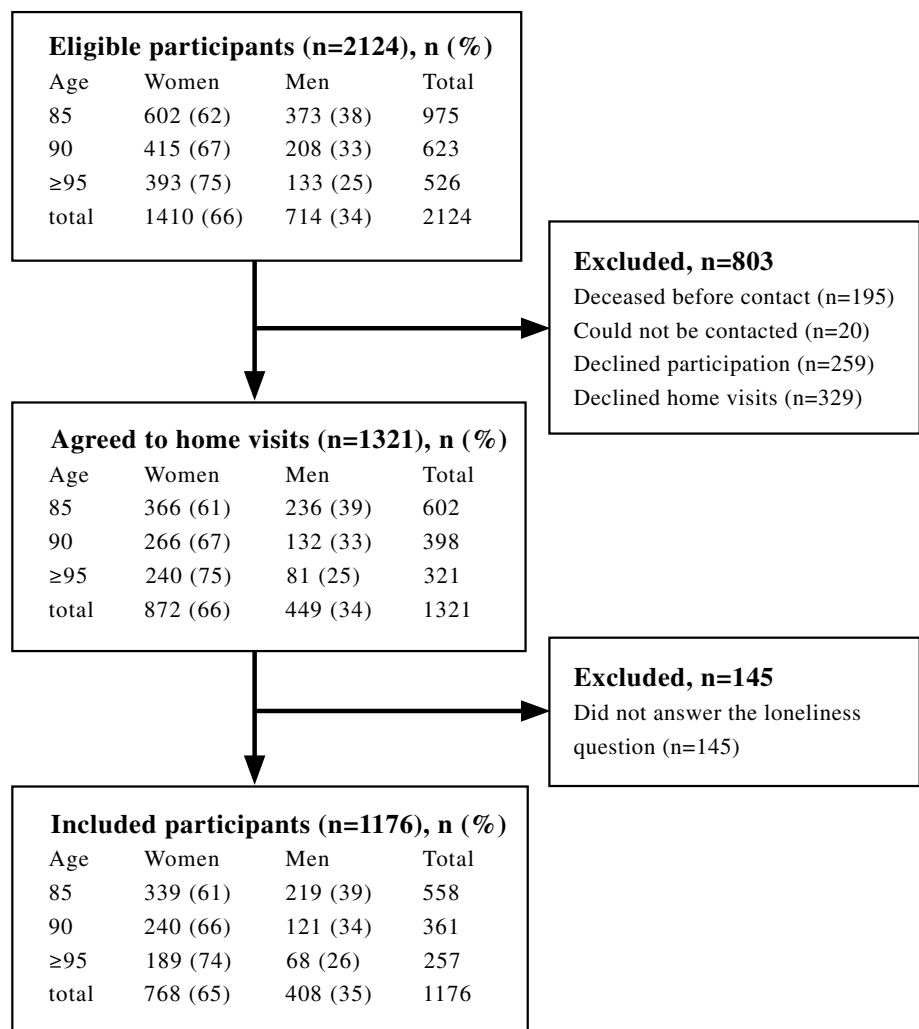 Eligible participants (n=2124), n (%)
Age Women Men Total
85 602 (62) 373 (38) 975
90 415 (67) 208 (33) 623
≥95 393 (75) 133 (25) 526
total 1410 (66) 714 (34) 2124
Excluded, n=803
Deceased before contact (n=195)
Could not be contacted (n=20)
Declined participation (n=259)
Declined home visits (n=329)
Agreed to home visits (n=1321), n (%)
Age Women Men Total
85 366 (61) 236 (39) 602
90 266 (67) 132 (33) 398
≥95 240 (75) 81 (25) 321
total 872 (66) 449 (34) 1321
Excluded, n=145
Did not answer the loneliness
question (n=145)
Included participants (n=1176), n (%)
Age Women Men Total
85 339 (61) 219 (39) 558
90 240 (66) 121 (34) 361
≥95 189 (74) 68 (26) 257
total 768 (65) 408 (35) 1176